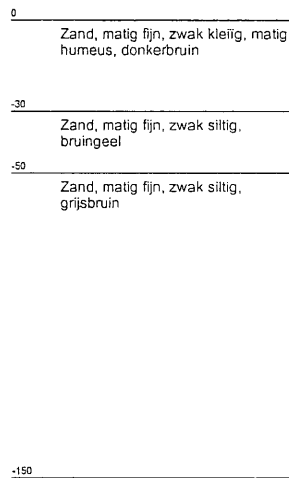 0
Zand, matig fijn, zwak kleiïg, matig
humeus, donkerbruin
-30
Zand, matig fijn, zwak siltig,
bruingeel
-50
Zand, matig fijn, zwak siltig,
grijsbruin
-150